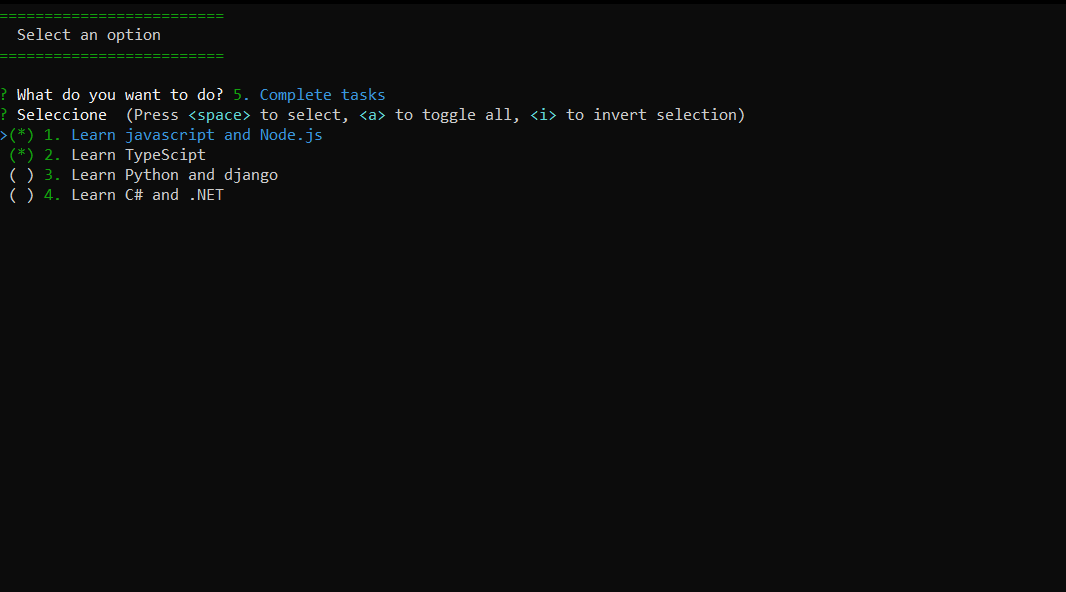 =========================
Select an option
=========================
? What do you want to do? 5. Complete tasks
? Seleccione  (Press <space> to select, <a> to toggle all, <i> to invert selection)
>(*) 1. Learn javascript and Node.js
(*) 2. Learn TypeScipt
( ) 3. Learn Python and django
( ) 4. Learn C# and .NET